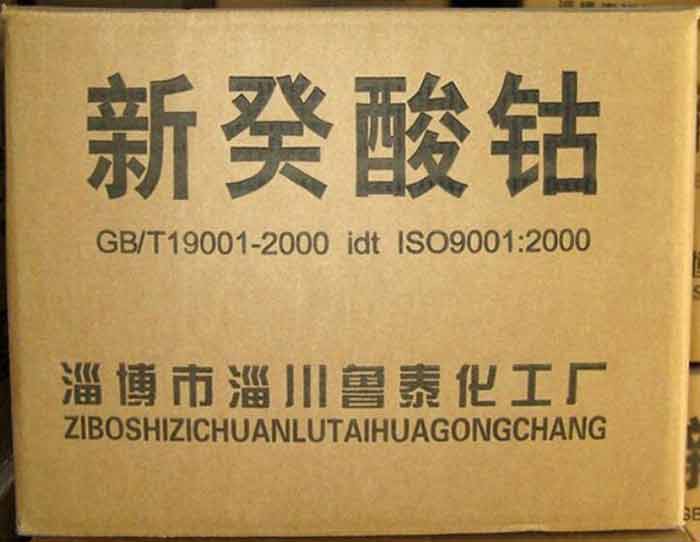 新癸酸钴
GB/T19001-2000 idt ISO9001:2000
淄博市淄川鲁泰化工厂
ZIBOSHIZICHUANLUTAIHUAGONGCHANG